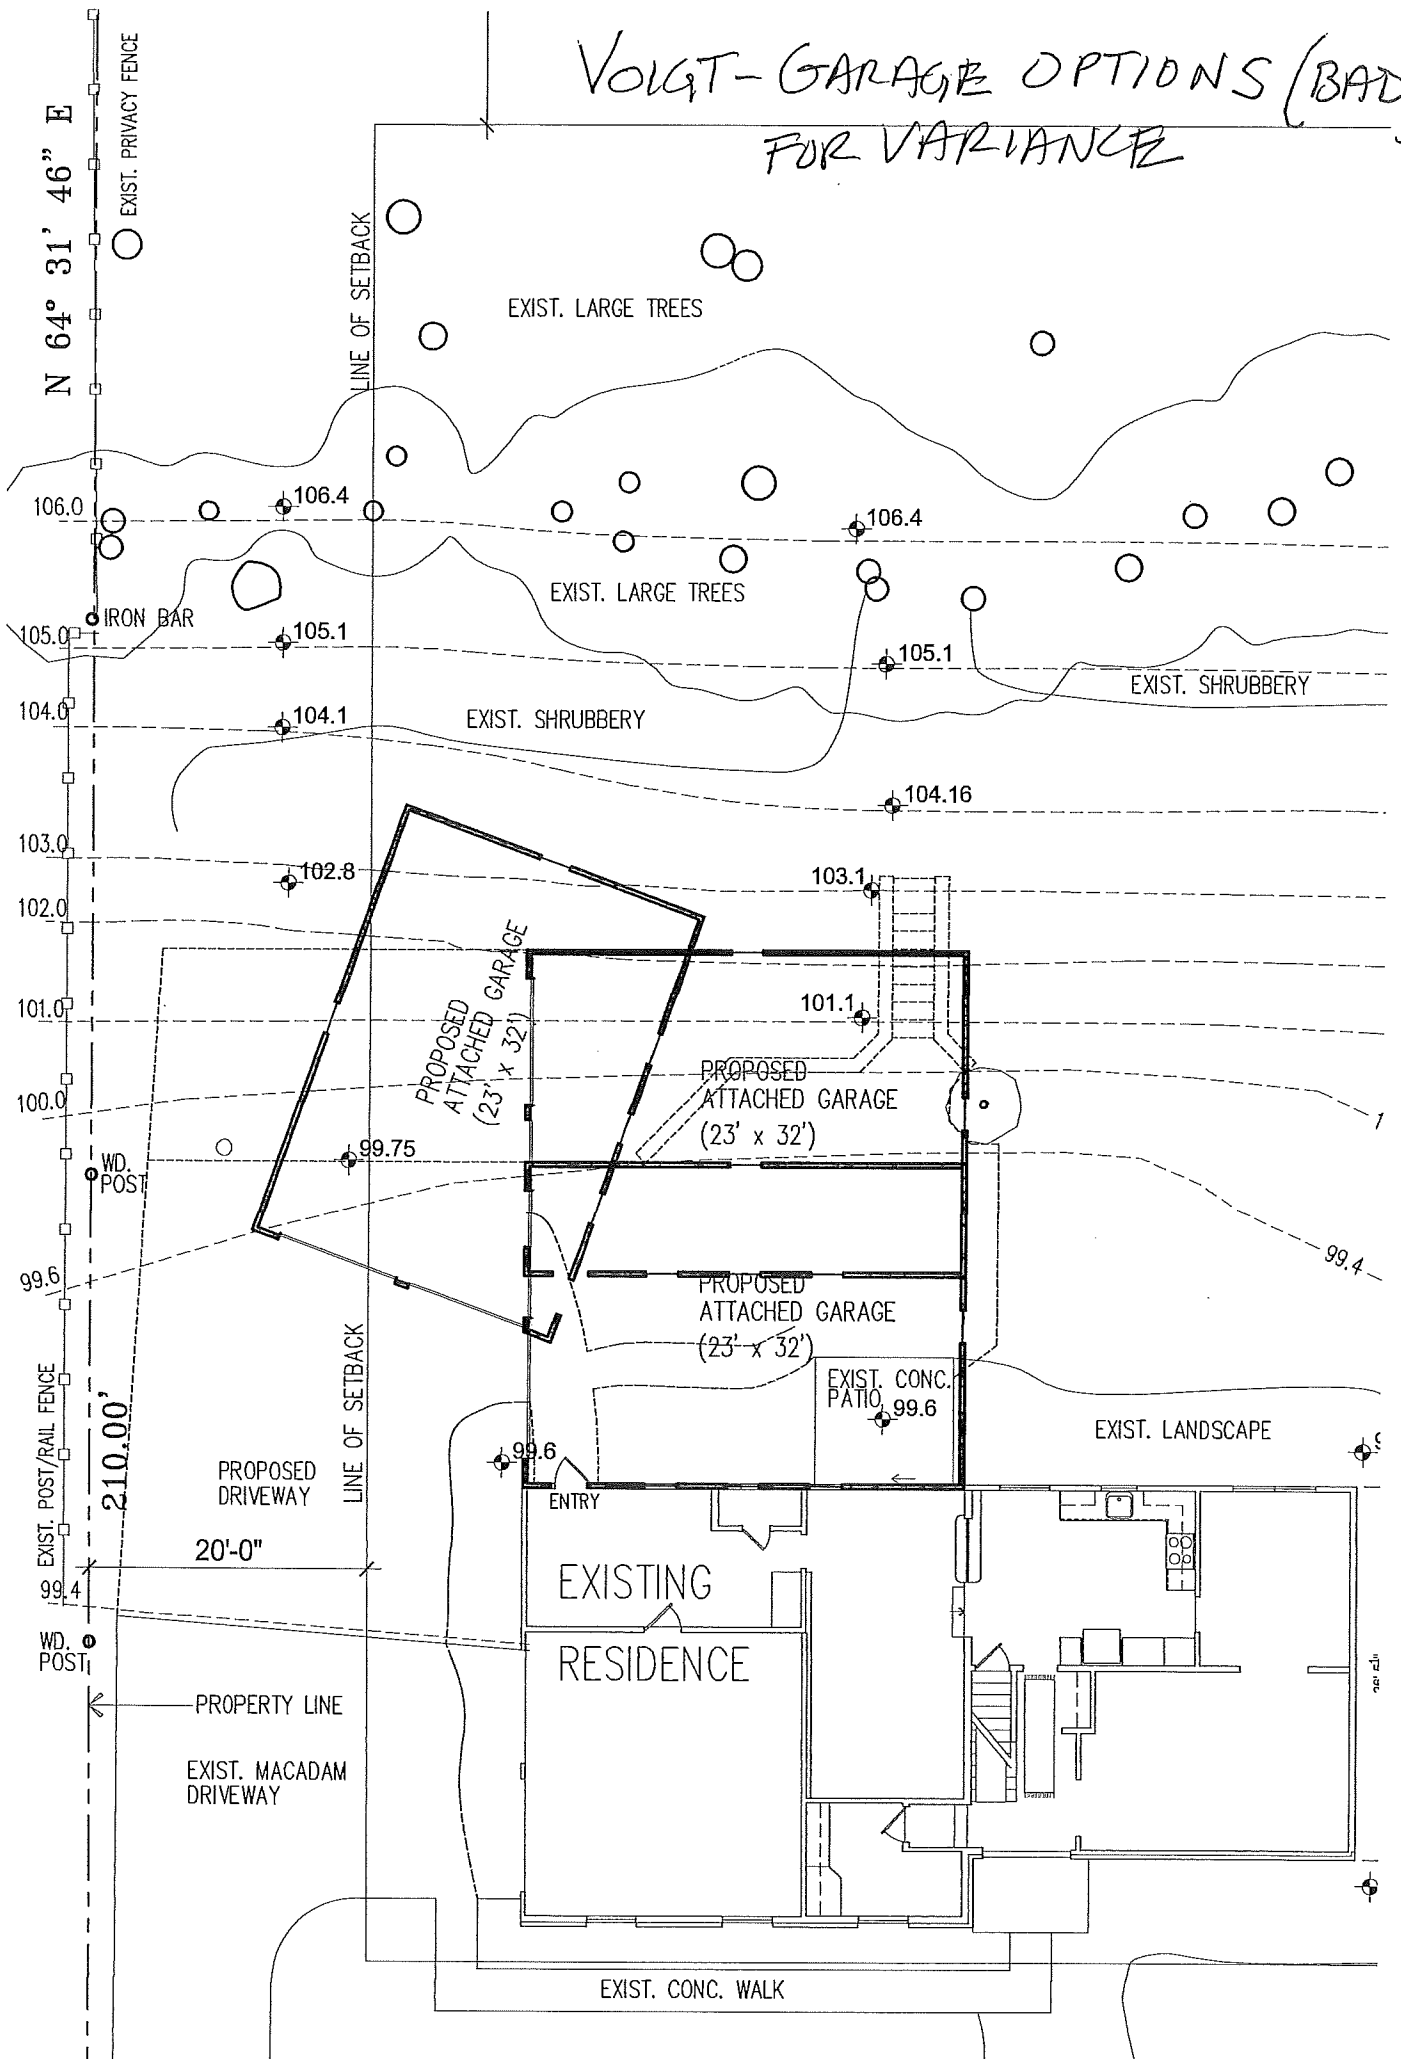 VOIGT - GARAGE OPTIONS (BAD
FOR VARIANCE
N 64° 31' 46" E
EXIST. PRIVACY FENCE
LINE OF SETBACK
EXIST. LARGE TREES
106.0
106.4
106.4
EXIST. LARGE TREES
IRON BAR
105.0
105.1
105.1
EXIST. SHRUBBERY
104.0
104.1
EXIST. SHRUBBERY
104.16
103.0
102.8
103.1
102.0
PROPOSED
ATTACHED GARAGE
(23" x 32')
101.0
101.1
PROPOSED
ATTACHED GARAGE
(23' x 32')
100.0
1
99.75
WD.
POST
99.4
99.6
PROPOSED
ATTACHED GARAGE
(23' x 32')
LINE OF SETBACK
EXIST. CONC.
PATIO
99.6
EXIST. LANDSCAPE
EXIST. POST/RAIL FENCE
210.00'
99.6
PROPOSED
DRIVEWAY
ENTRY
20'-0"
EXISTING
RESIDENCE
99.4
WD.
POST
PROPERTY LINE
EXIST. MACADAM
DRIVEWAY
EXIST. CONC. WALK